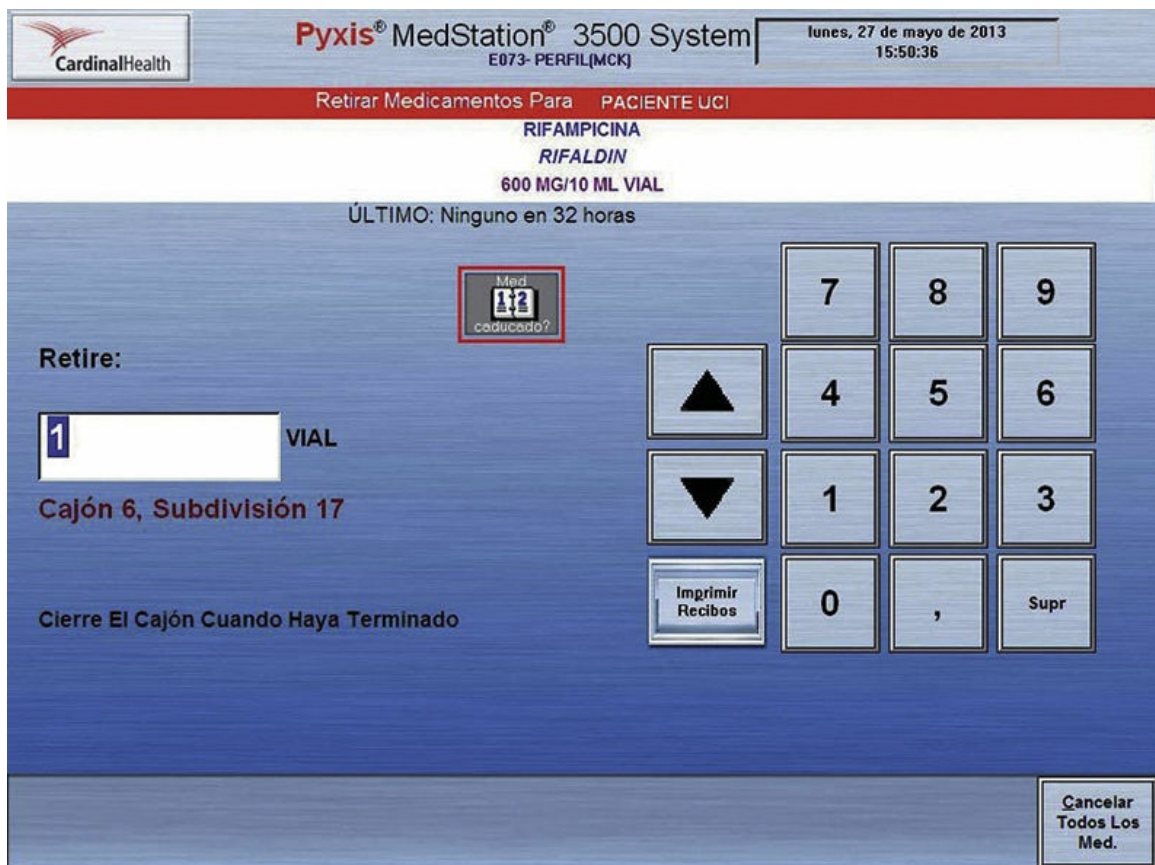 CardinalHealth
Pyxis® MedStation® 3500 System
E073- PERFIL(MCK)
lunes, 27 de mayo de 2013
15:50:36
Retirar Medicamentos Para PACIENTE UCI
RIFAMPICINA
RIFALDIN
600 MG/10 ML VIAL
ÚLTIMO: Ninguno en 32 horas
Med
1 2
caducado?
Retire:
1 VIAL
Cajón 6, Subdivisión 17
Cierre El Cajón Cuando Haya Terminado
7 8 9
4 5 6
1 2 3
Imprimir
Recibos
0 , Supr
Cancelar
Todos Los
Med.